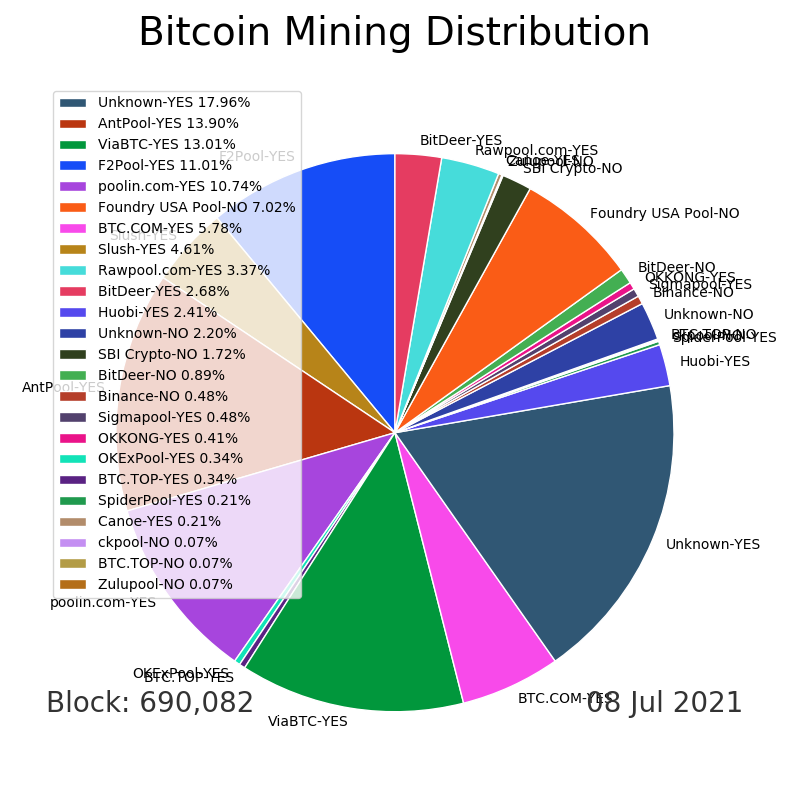 Bitcoin Mining Distribution
Unknown-YES 17.96%
AntPool-YES 13.90%
ViaBTC-YES 13.01%
F2Pool-YES 11.01%
poolin.com-YES 10.74%
Foundry USA Pool-NO 7.02%
BTC.COM-YES 5.78%
Slush-YES 4.61%
Rawpool.com-YES 3.37%
BitDeer-YES 2.68%
Huobi-YES 2.41%
Unknown-NO 2.20%
SBI Crypto-NO 1.72%
BitDeer-NO 0.89%
Binance-NO 0.48%
Sigmapool-YES 0.48%
OKKONG-YES 0.41%
OKExPool-YES 0.34%
BTC.TOP-YES 0.34%
SpiderPool-YES 0.21%
Canoe-YES 0.21%
ckpool-NO 0.07%
BTC.TOP-NO 0.07%
Zulupool-NO 0.07%
BitDeer-YES
Rawpool.com-YES
Canoe-YES
Zulupool-NO
SBI Crypto-NO
Foundry USA Pool-NO
BitDeer-NO
OKKONG-YES
Sigmapool-YES
Binance-NO
Unknown-NO
BTC.TOP-NO
ckpool-NO
SpiderPool-YES
Huobi-YES
Unknown-YES
BTC.COM-YES
ViaBTC-YES
BTC.TOP-YES
OKExPool-YES
poolin.com-YES
AntPool-YES
Slush-YES
F2Pool-YES
Block: 690,082
08 Jul 2021